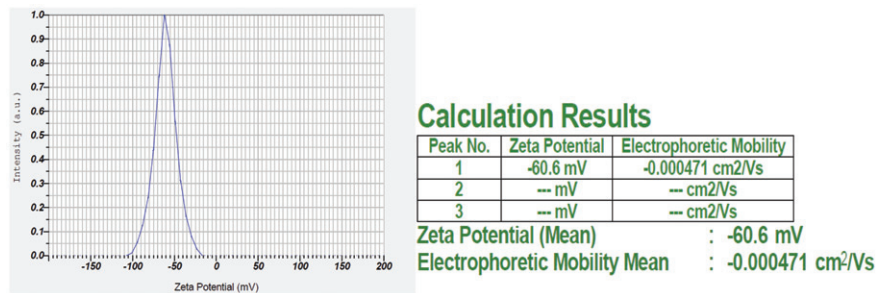 1.0
0.9
0.8
0.7
0.6
0.5
0.4
0.3
0.2
0.1
0.0
Intensity (a.u.)
-150 -100 -50 0 50 100 150 200
Zeta Potential (mV)
Calculation Results
Peak No. Zeta Potential Electrophoretic Mobility
1 -60.6 mV -0.000471 cm2/Vs
2 --- mV --- cm2/Vs
3 --- mV --- cm2/Vs
Zeta Potential (Mean) : -60.6 mV
Electrophoretic Mobility Mean : -0.000471 cm²/Vs